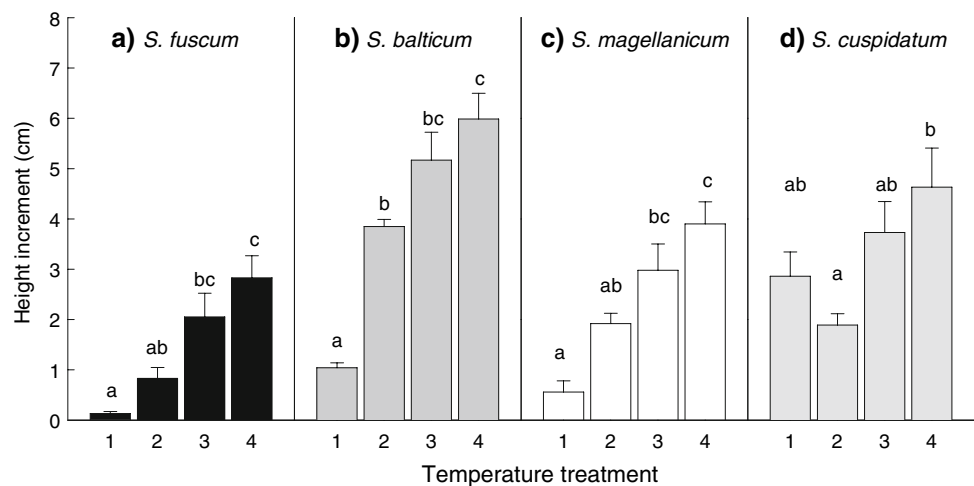 a) S. fuscum b) S. balticum c) S. magellanicum d) S. cuspidatum
Height increment (cm)
8
7
6
5
4
3
2
1
0
a ab bc c
a b bc c
a ab bc c
ab a ab b
1 2 3 4 1 2 3 4 1 2 3 4 1 2 3 4
Temperature treatment